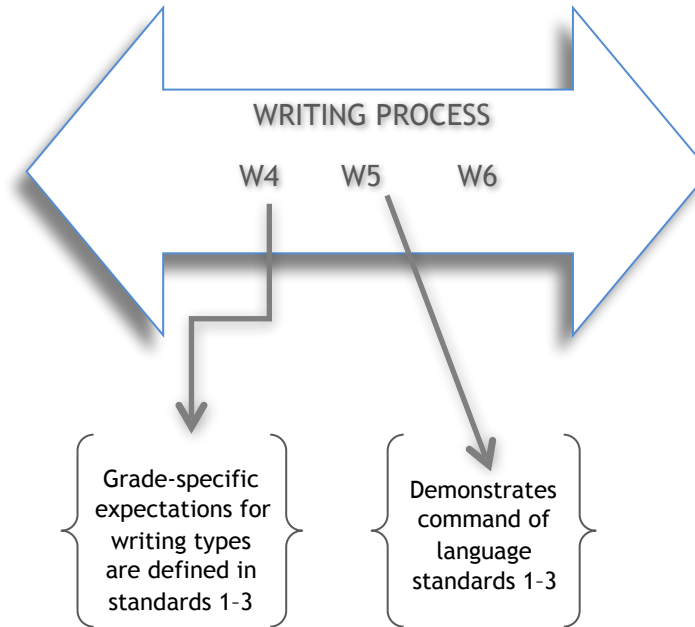 WRITING PROCESS
W4 W5 W6
Grade-specific
expectations for
writing types
are defined in
standards 1–3
Demonstrates
command of
language
standards 1–3